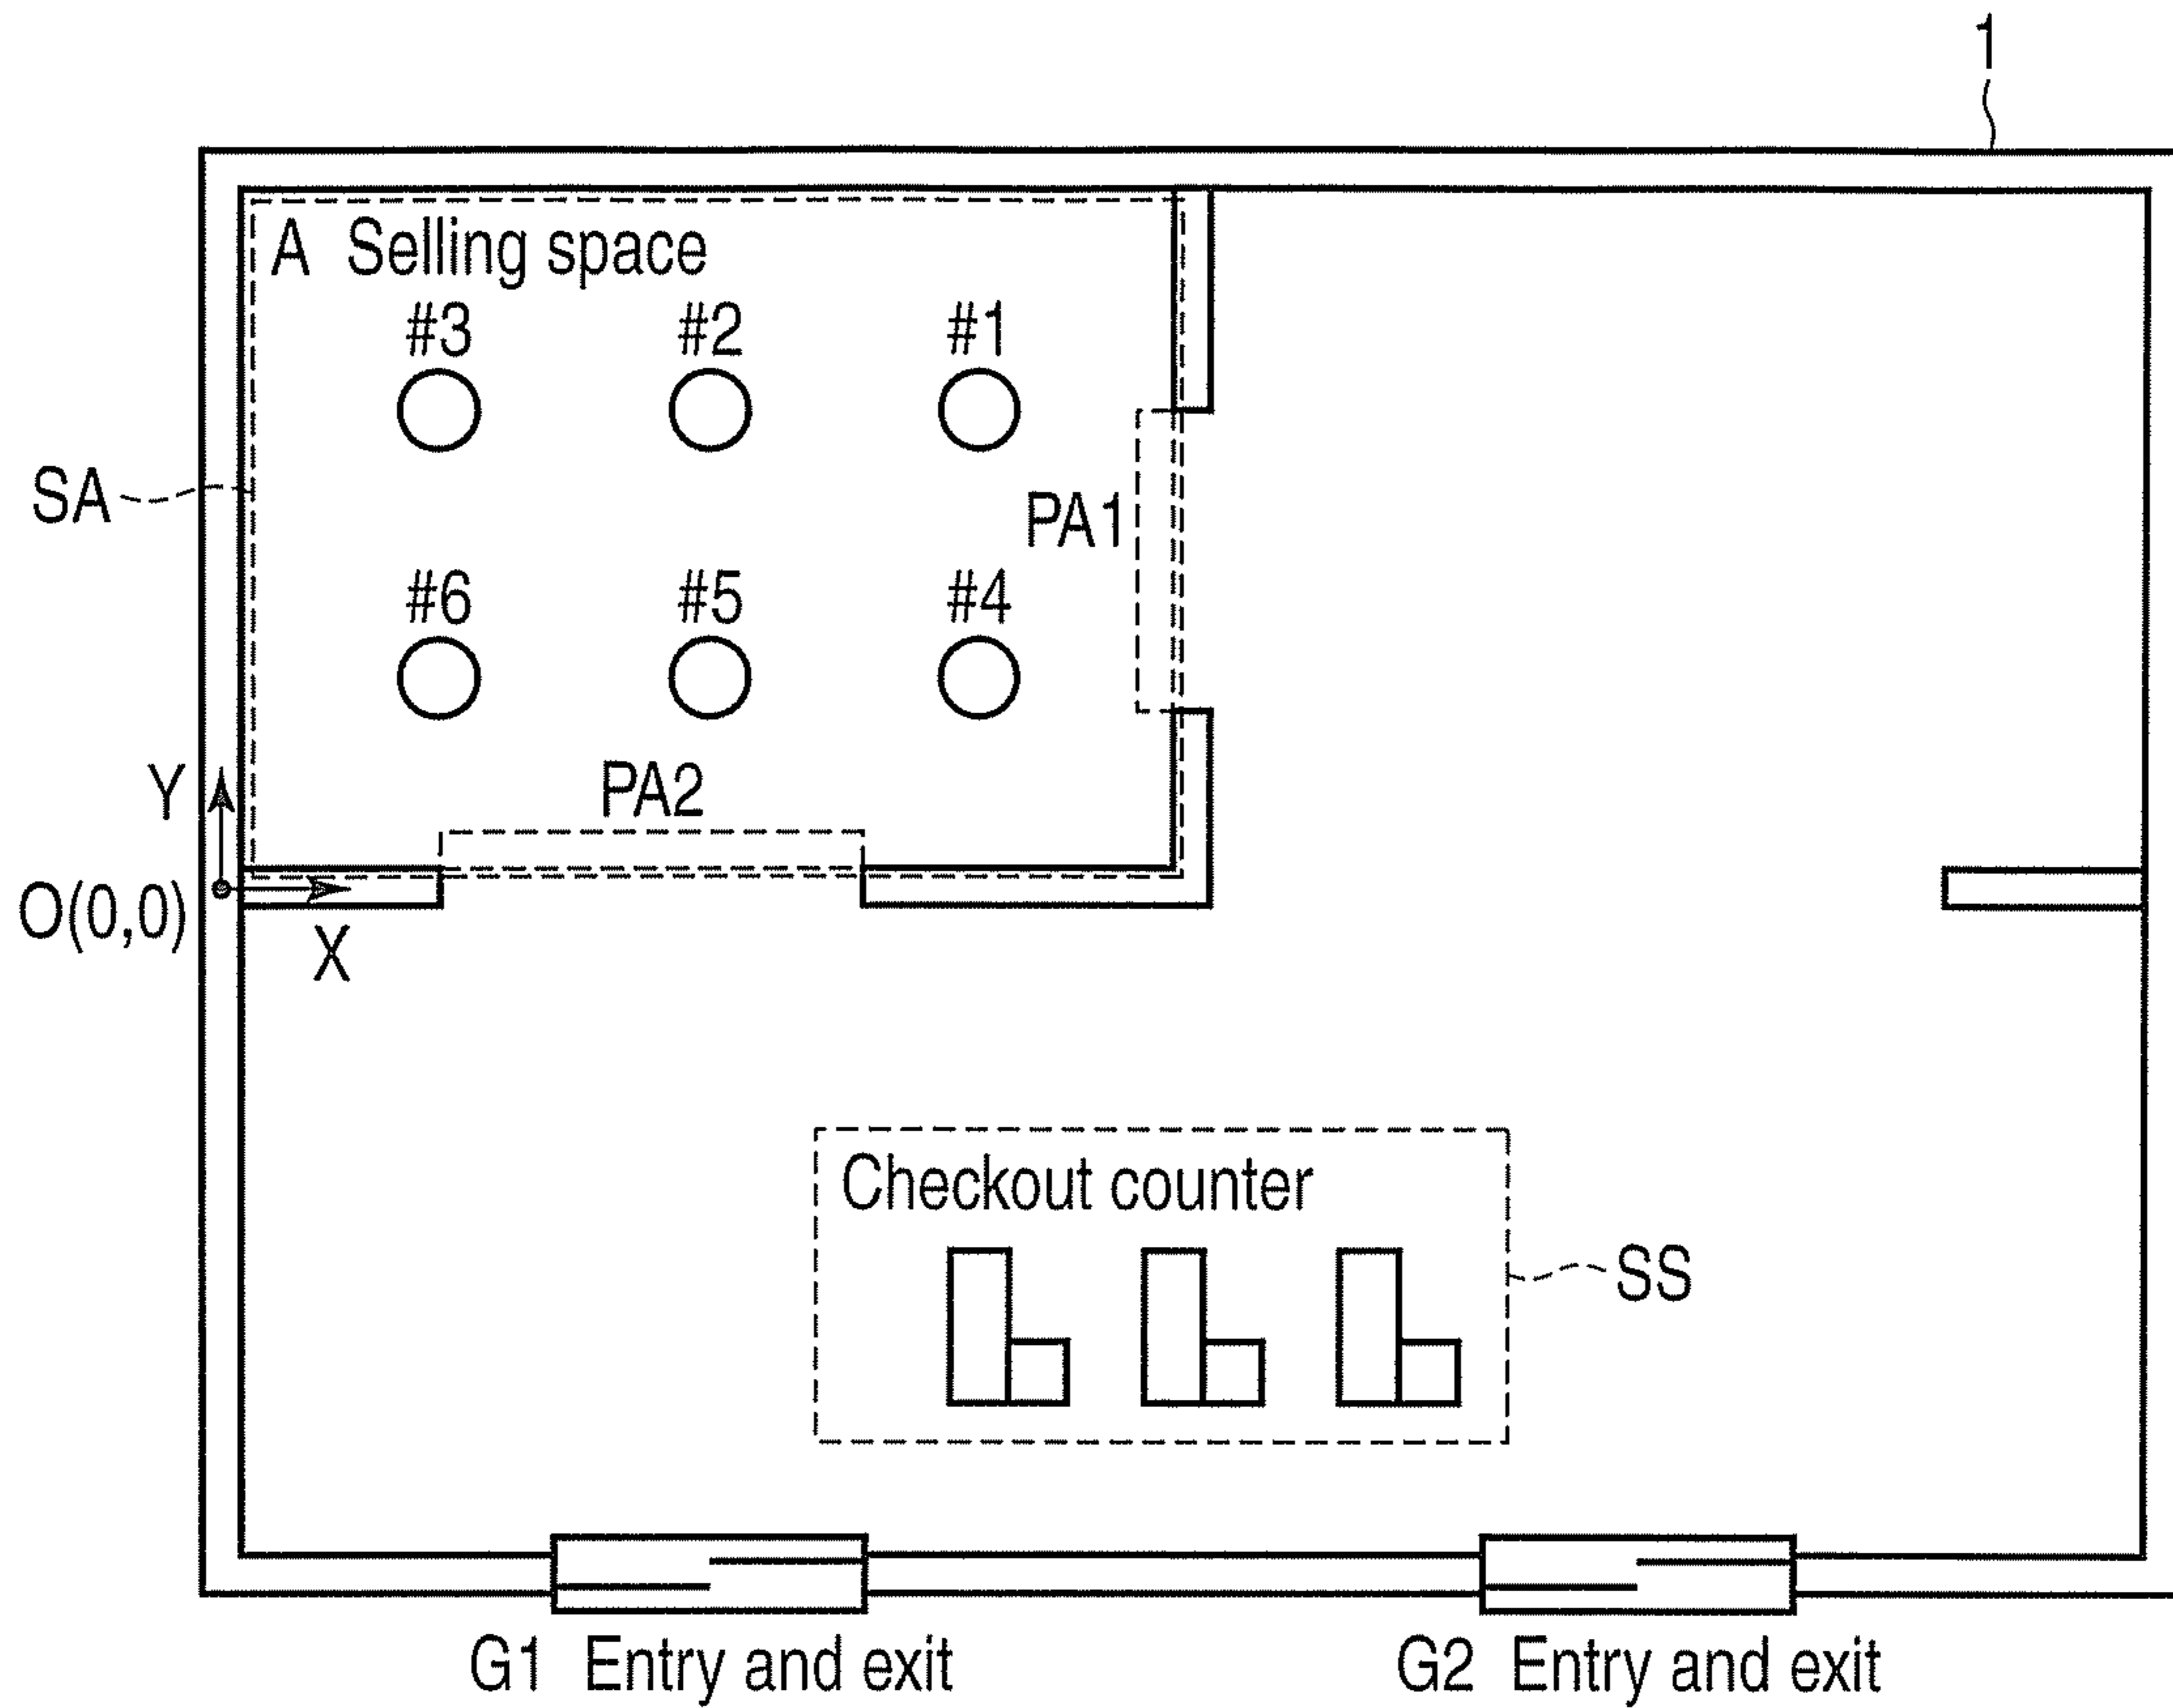 1
A Selling space
#3 #2 #1
SA
PA1
#6 #5 #4
Y
PA2
O(0,0)
X
Checkout counter
SS
G1 Entry and exit
G2 Entry and exit